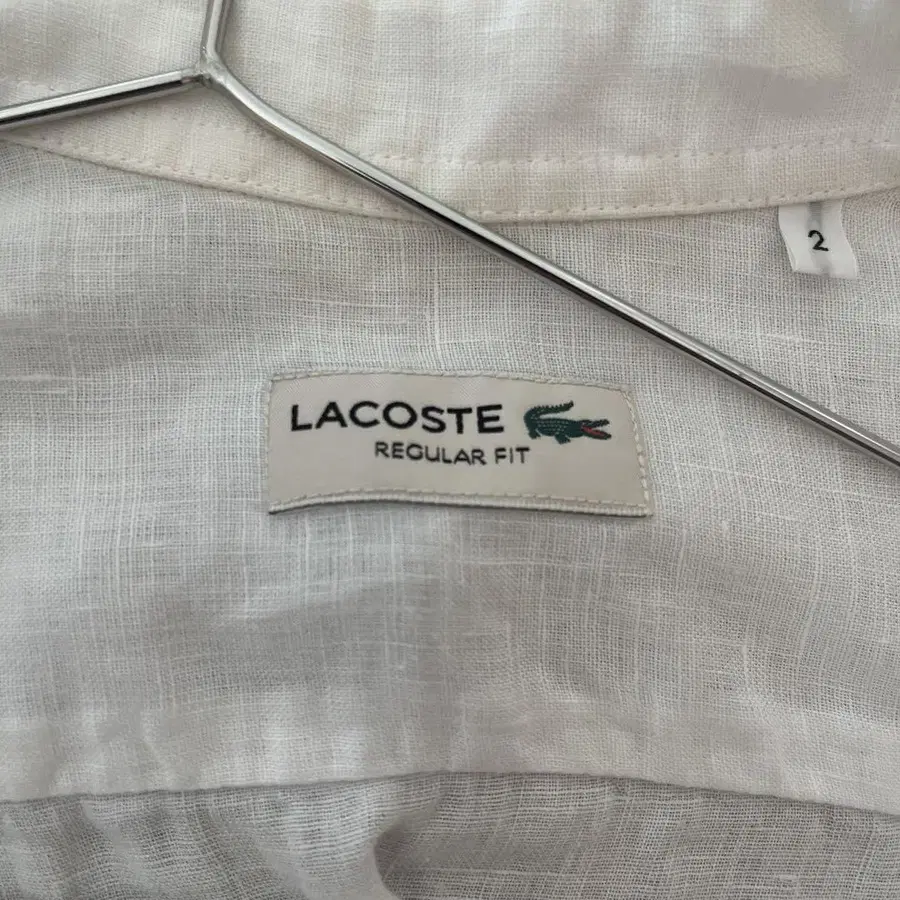 2
LACOSTE
REGULAR FIT